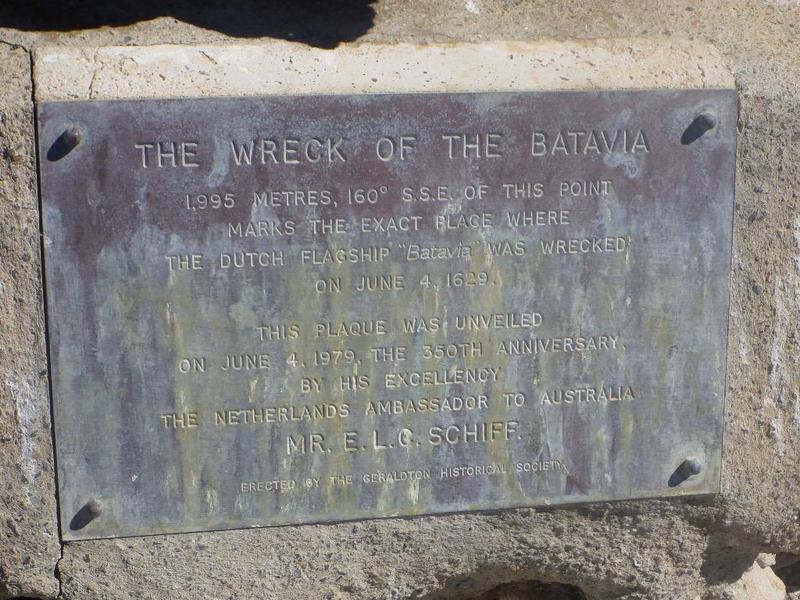 THE WRECK OF THE BATAVIA
1,995 METRES, 160° S.S.E. OF THIS POINT
MARKS THE EXACT PLACE WHERE
THE DUTCH FLAGSHIP "Batavia" WAS WRECKED
ON JUNE 4, 1629.
THIS PLAQUE WAS UNVEILED
ON JUNE 4, 1979, THE 350TH ANNIVERSARY,
BY HIS EXCELLENCY
THE NETHERLANDS AMBASSADOR TO AUSTRALIA
MR. E. L. C. SCHIFF.
ERECTED BY THE GERALDTON HISTORICAL SOCIETY.